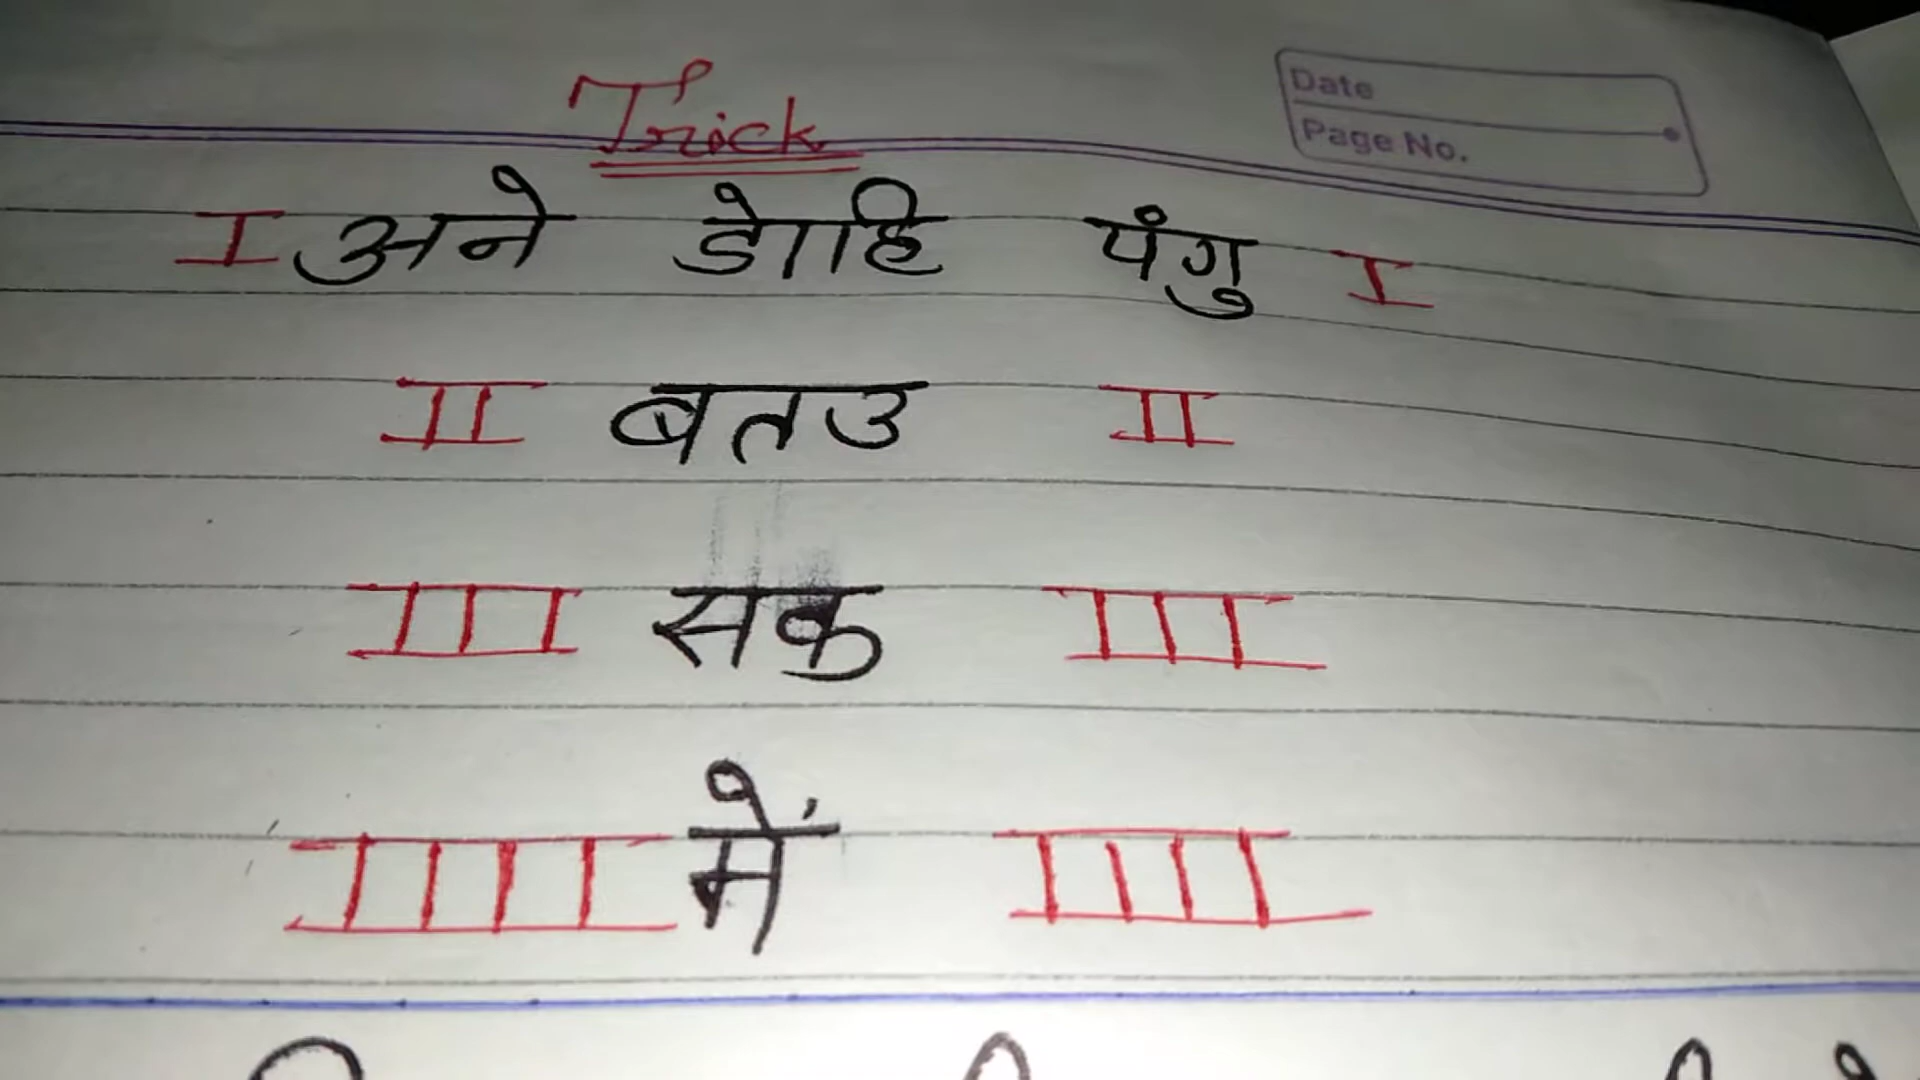 Trick
Date
Page No.
I अने डोहि पंगु I
II बतउ II
III सक III
IIII में IIII